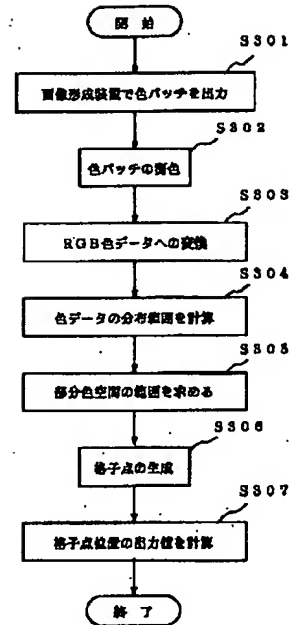 開始
S301
画像形成装置で色パッチを出力
S302
色パッチの測色
S303
RGB色データへの変換
S304
色データの分布範囲を計算
S305
部分色空間の範囲を求める
S306
格子点の生成
S307
格子点位置の出力値を計算
終了